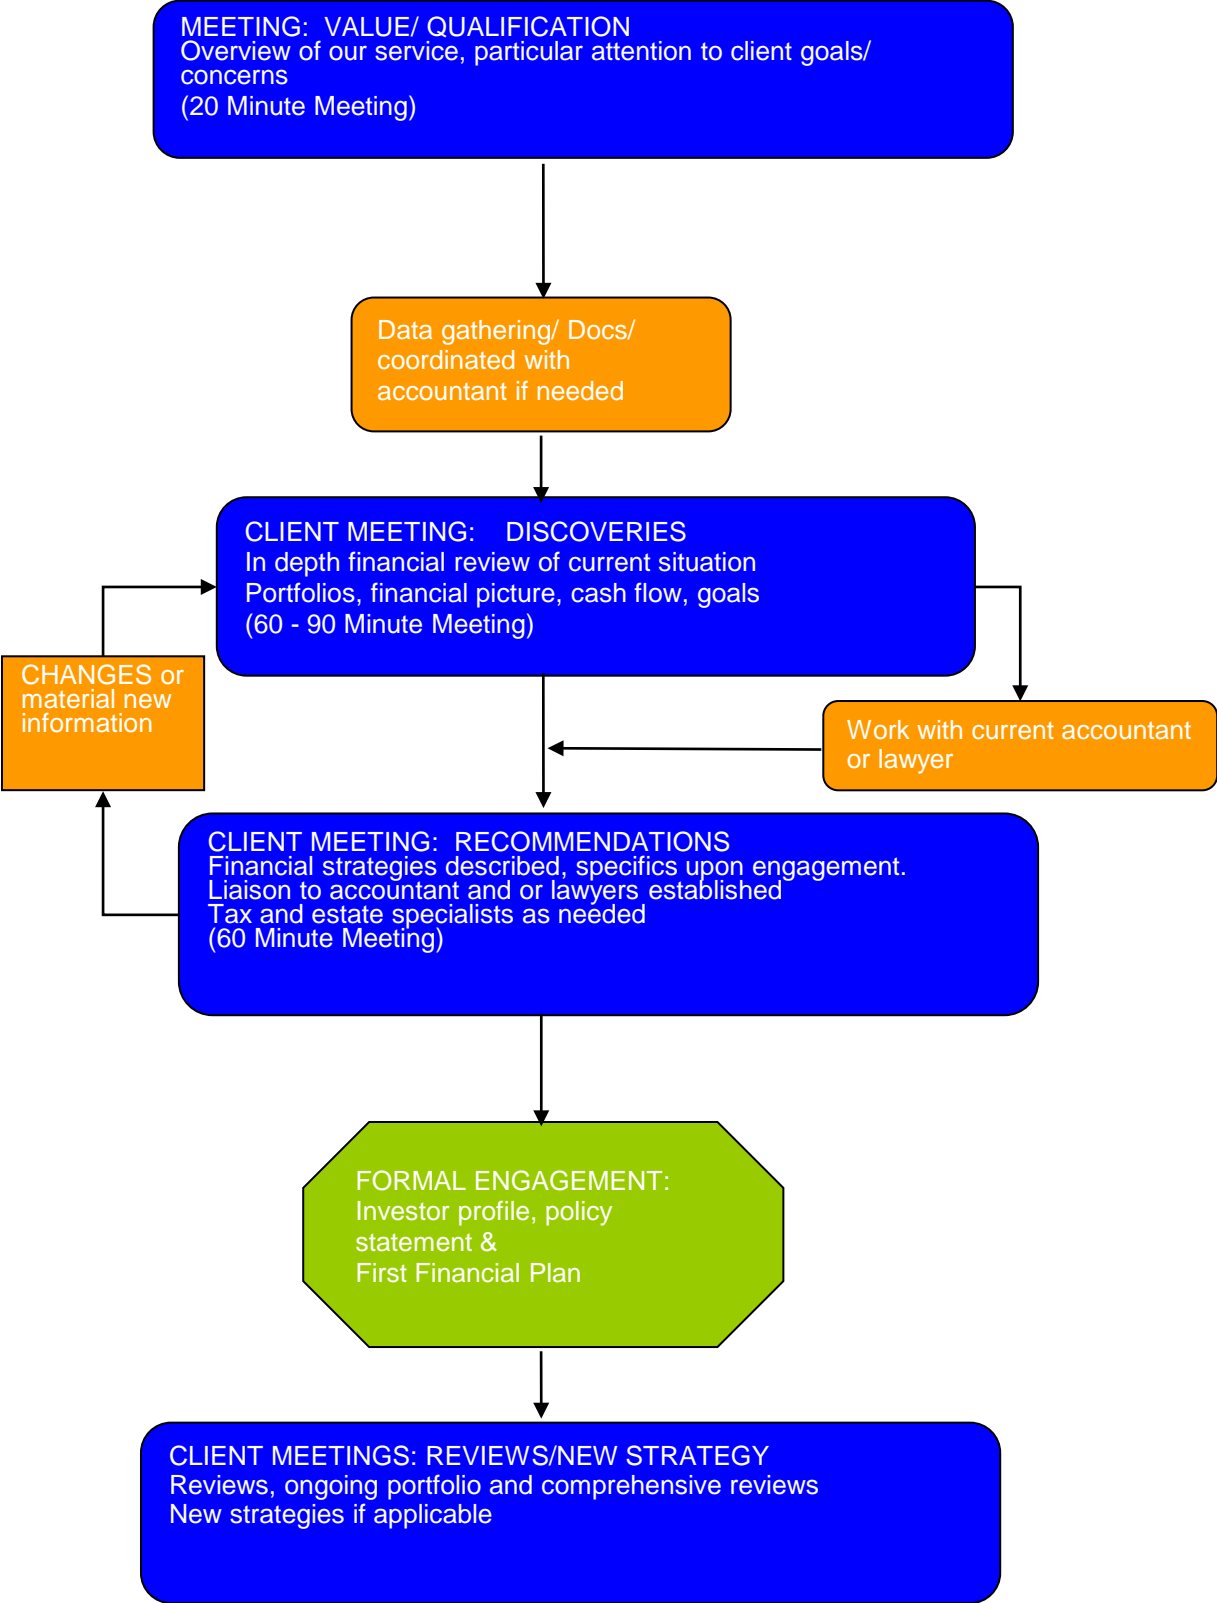 MEETING:  VALUE/ QUALIFICATION
Overview of our service, particular attention to client goals/
concerns
(20 Minute Meeting)
Data gathering/ Docs/
coordinated with
accountant if needed
CLIENT MEETING:    DISCOVERIES
In depth financial review of current situation
Portfolios, financial picture, cash flow, goals
(60 - 90 Minute Meeting)
CHANGES or
material new
information
Work with current accountant
or lawyer
CLIENT MEETING:  RECOMMENDATIONS
Financial strategies described, specifics upon engagement.
Liaison to accountant and or lawyers established
Tax and estate specialists as needed
(60 Minute Meeting)
FORMAL ENGAGEMENT:
Investor profile, policy
statement &
First Financial Plan
CLIENT MEETINGS: REVIEWS/NEW STRATEGY
Reviews, ongoing portfolio and comprehensive reviews
New strategies if applicable